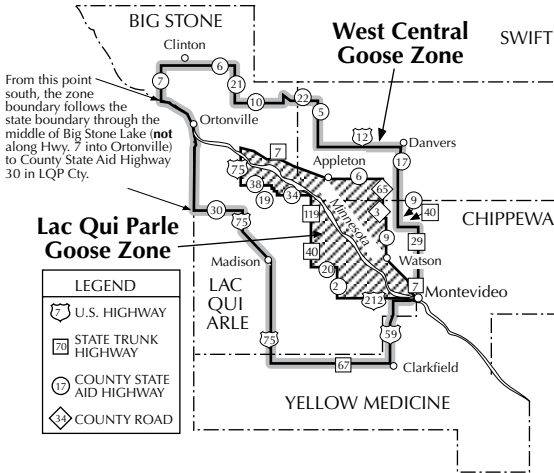 BIG STONE
West Central
Goose Zone
SWIFT
Clinton
7
6
21
10
22
5
From this point
south, the zone
boundary follows the
state boundary through the
middle of Big Stone Lake (not
along Hwy. 7 into Ortonville)
to County State Aid Highway
30 in LQP Cty.
Ortonville
12
Danvers
17
7
Appleton
75
6
65
38
19
34
9
40
119
3
Minnesota
CHIPPEWA
30
75
9
29
Lac Qui Parle
Goose Zone
40
Watson
Madison
20
2
7
212
Montevideo
LAC
QUI
ARLE
LEGEND
7 U.S. HIGHWAY
70 STATE TRUNK
HIGHWAY
17 COUNTY STATE
AID HIGHWAY
34 COUNTY ROAD
75
59
67
Clarkfield
YELLOW MEDICINE